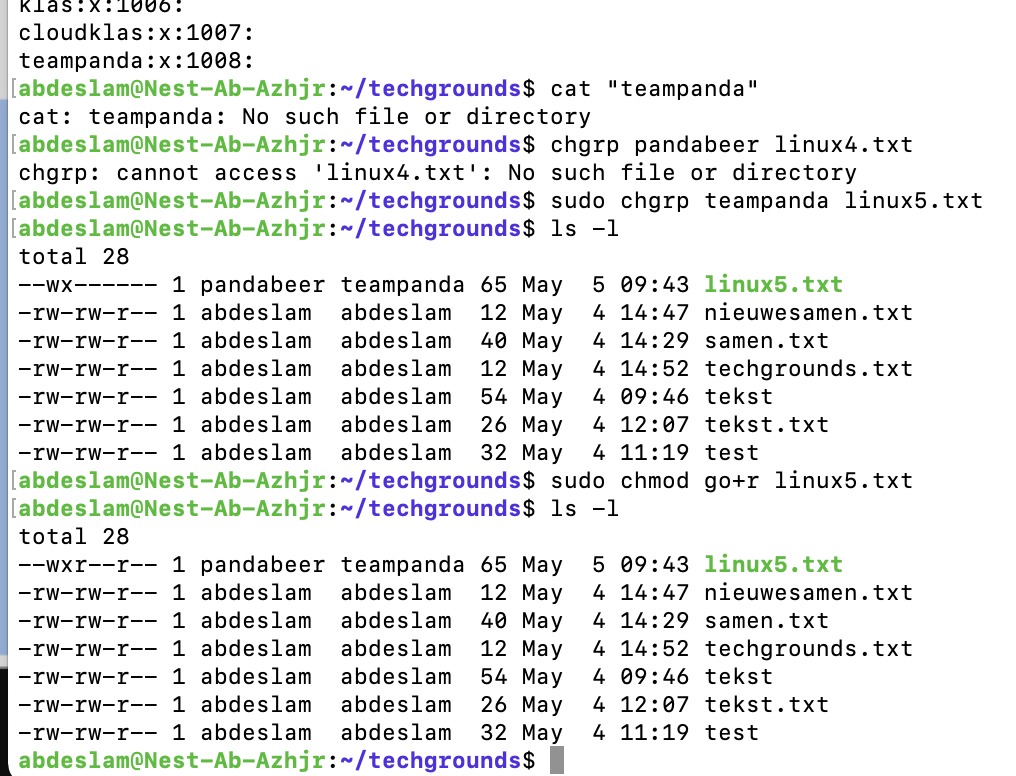 klas:x:1006:
cloudklas:x:1007:
teampanda:x:1008:
[abdeslam@Nest-Ab-Azhjr:~/techgrounds$ cat "teampanda"
cat: teampanda: No such file or directory
[abdeslam@Nest-Ab-Azhjr:~/techgrounds$ chgrp pandabeer linux4.txt
chgrp: cannot access 'linux4.txt': No such file or directory
[abdeslam@Nest-Ab-Azhjr:~/techgrounds$ sudo chgrp teampanda linux5.txt
[abdeslam@Nest-Ab-Azhjr:~/techgrounds$ ls -l
total 28
--wx------ 1 pandabeer teampanda 65 May  5 09:43 linux5.txt
-rw-rw-r-- 1 abdeslam  abdeslam  12 May  4 14:47 nieuwesamen.txt
-rw-rw-r-- 1 abdeslam  abdeslam  40 May  4 14:29 samen.txt
-rw-rw-r-- 1 abdeslam  abdeslam  12 May  4 14:52 techgrounds.txt
-rw-rw-r-- 1 abdeslam  abdeslam  54 May  4 09:46 tekst
-rw-rw-r-- 1 abdeslam  abdeslam  26 May  4 12:07 tekst.txt
-rw-rw-r-- 1 abdeslam  abdeslam  32 May  4 11:19 test
[abdeslam@Nest-Ab-Azhjr:~/techgrounds$ sudo chmod go+r linux5.txt
[abdeslam@Nest-Ab-Azhjr:~/techgrounds$ ls -l
total 28
--wxr--r-- 1 pandabeer teampanda 65 May  5 09:43 linux5.txt
-rw-rw-r-- 1 abdeslam  abdeslam  12 May  4 14:47 nieuwesamen.txt
-rw-rw-r-- 1 abdeslam  abdeslam  40 May  4 14:29 samen.txt
-rw-rw-r-- 1 abdeslam  abdeslam  12 May  4 14:52 techgrounds.txt
-rw-rw-r-- 1 abdeslam  abdeslam  54 May  4 09:46 tekst
-rw-rw-r-- 1 abdeslam  abdeslam  26 May  4 12:07 tekst.txt
-rw-rw-r-- 1 abdeslam  abdeslam  32 May  4 11:19 test
abdeslam@Nest-Ab-Azhjr:~/techgrounds$